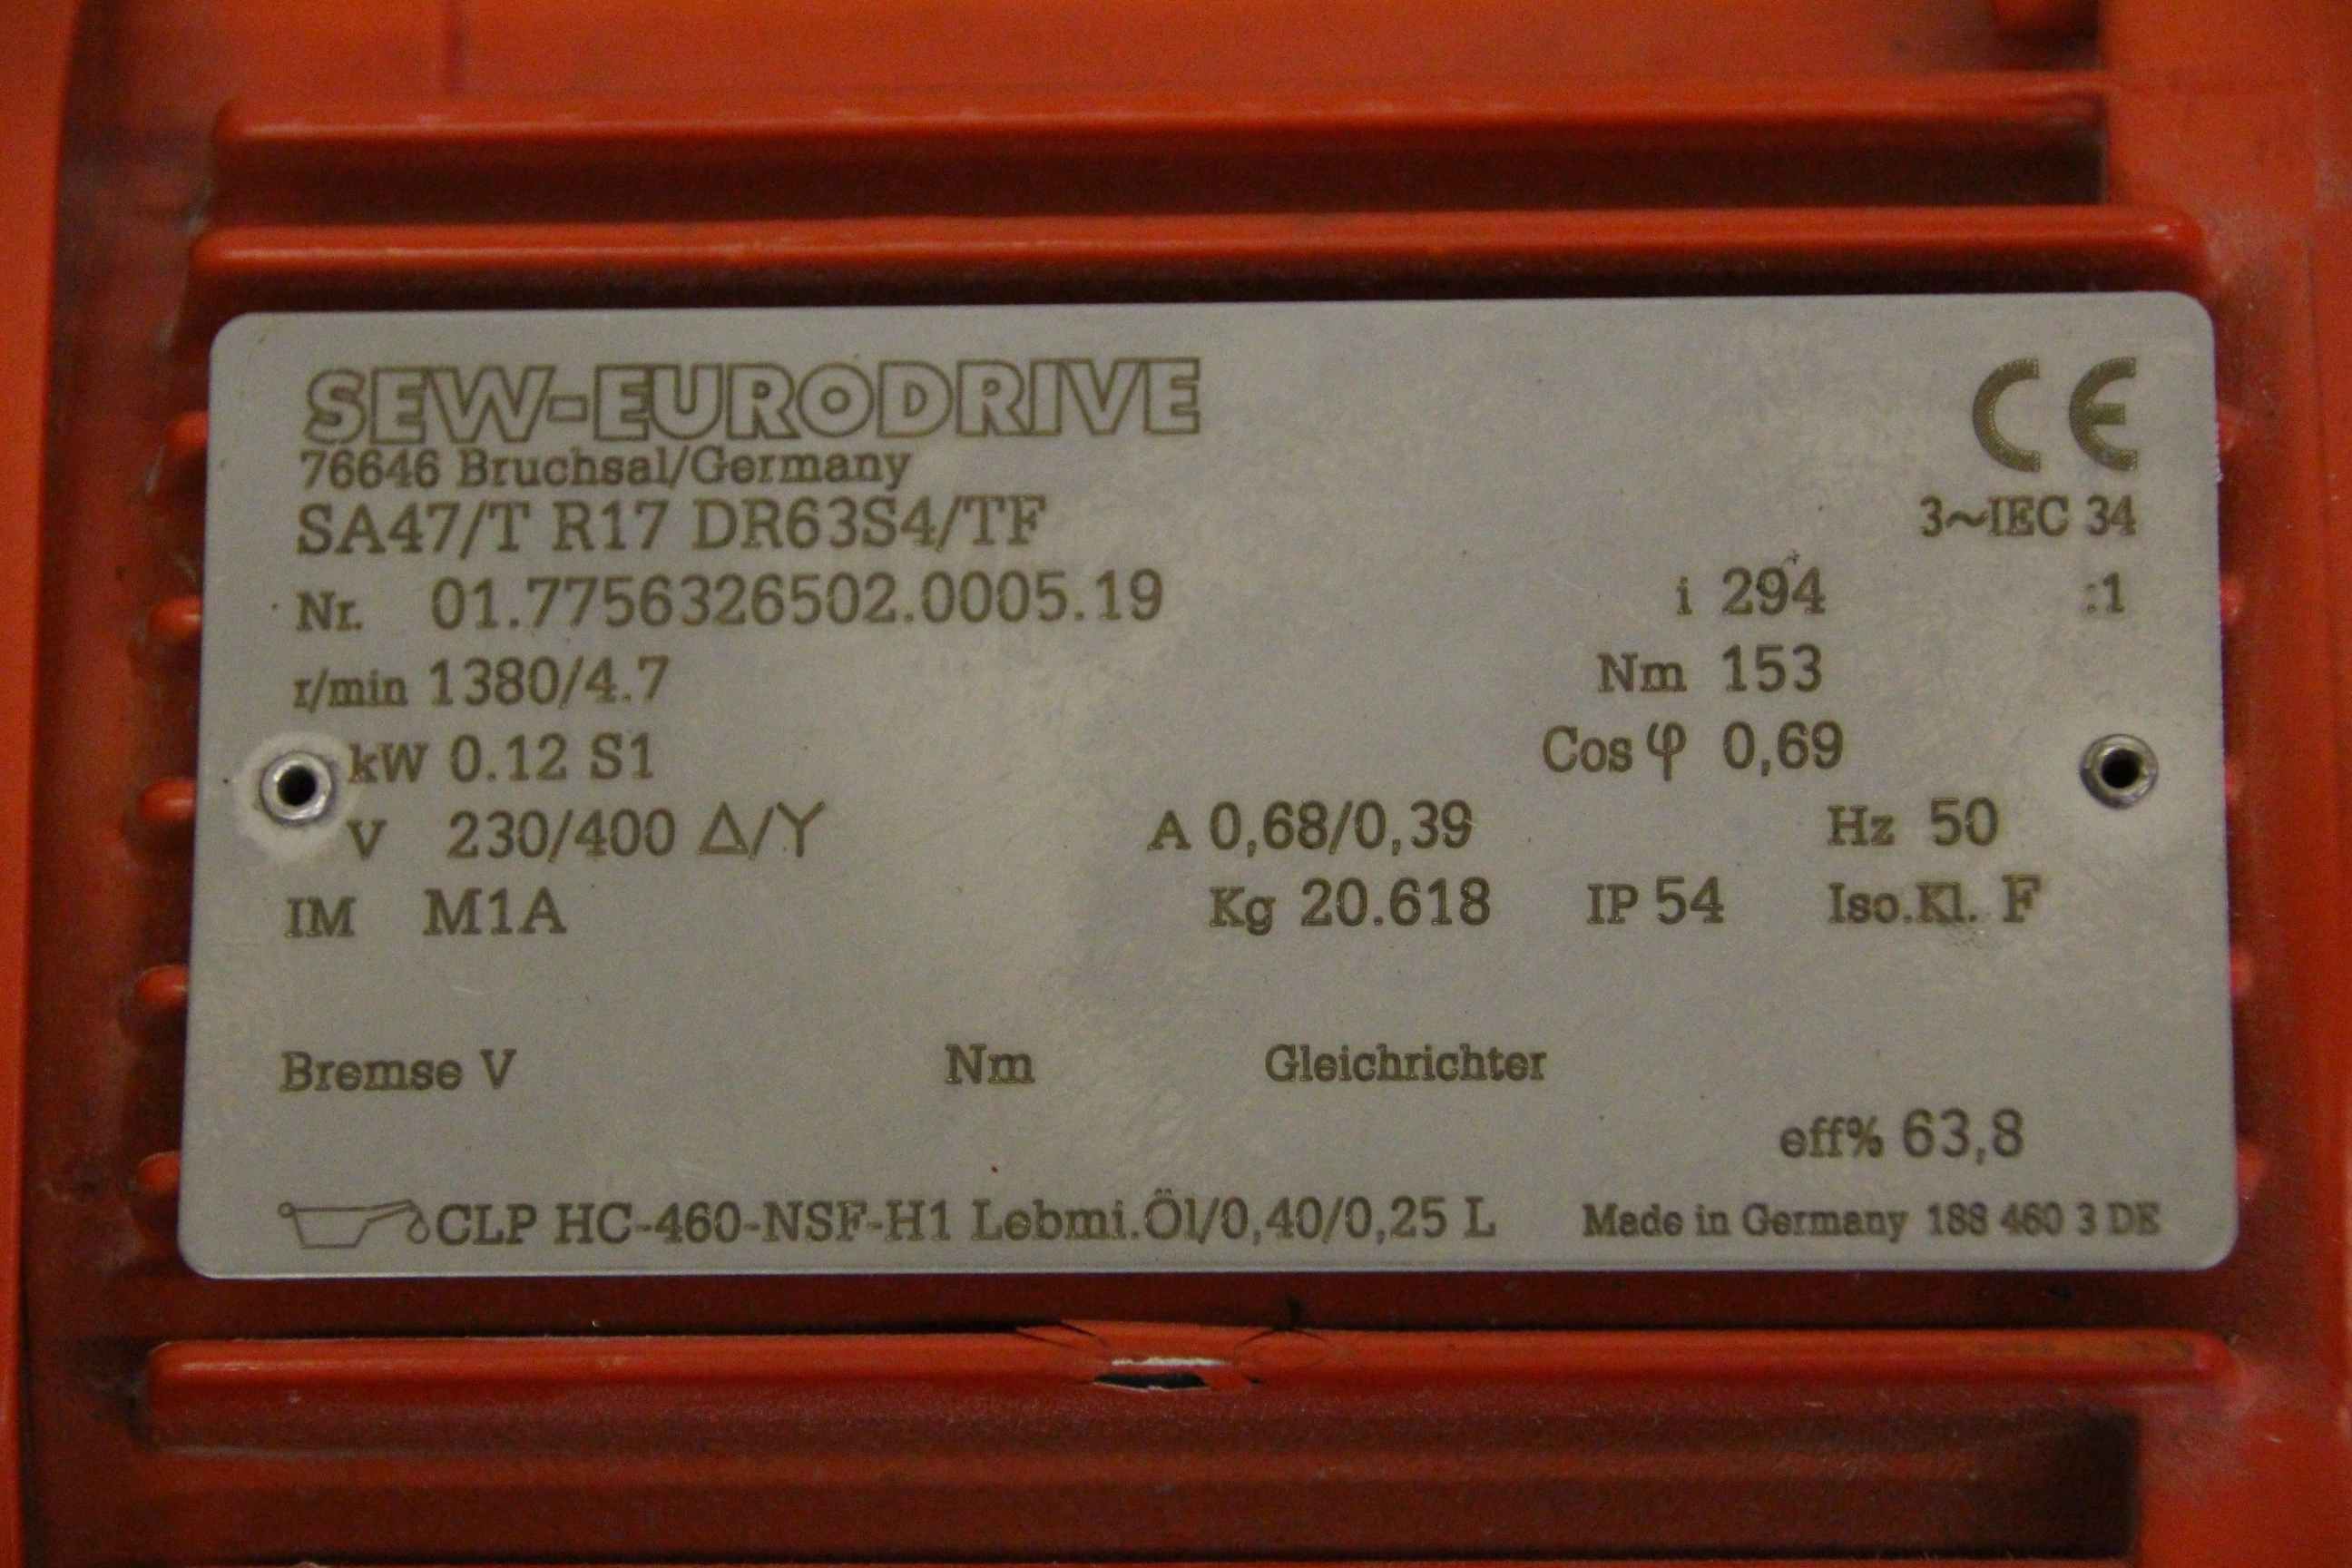 SEW-EURODRIVE
CE
76646 Bruchsal/Germany
SA47/T R17 DR63S4/TF
3~IEC 34
Nr. 01.7756326502.0005.19
i 294 :1
r/min 1380/4.7
Nm 153
kW 0.12 S1
Cos φ 0,69
V 230/400 Δ/Y
A 0,68/0,39
Hz 50
IM M1A
Kg 20.618
IP 54
Iso.Kl. F
Bremse V
Nm
Gleichrichter
eff% 63,8
CLP HC-460-NSF-H1 Lebmi.Öl/0,40/0,25 L
Made in Germany 188 460 3 DE